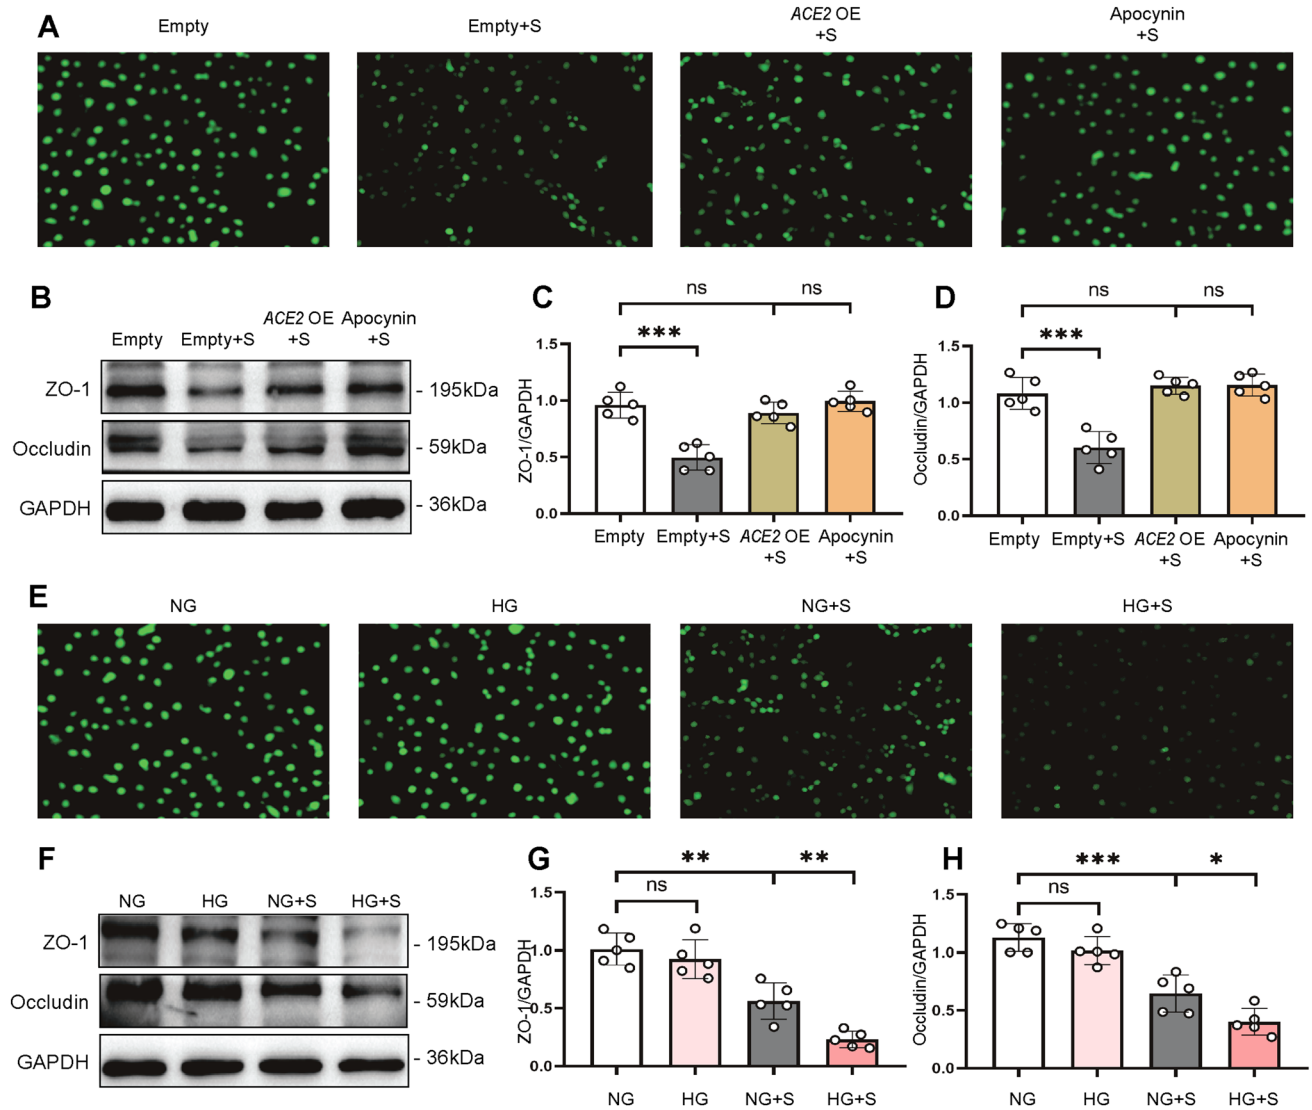 A
Empty
Empty+S
ACE2 OE
+S
Apocynin
+S
B
Empty
Empty+S
ACE2 OE
+S
Apocynin
+S
ZO-1
- 195kDa
Occludin
- 59kDa
GAPDH
- 36kDa
C
ns
ns
***
ZO-1/GAPDH
1.5
1.0
0.5
0.0
Empty
Empty+S
ACE2 OE
+S
Apocynin
+S
D
ns
ns
***
Occludin/GAPDH
1.5
1.0
0.5
0.0
Empty
Empty+S
ACE2 OE
+S
Apocynin
+S
E
NG
HG
NG+S
HG+S
F
NG
HG
NG+S
HG+S
ZO-1
- 195kDa
Occludin
- 59kDa
GAPDH
- 36kDa
G
**
**
ns
ZO-1/GAPDH
1.5
1.0
0.5
0.0
NG
HG
NG+S
HG+S
H
***
*
ns
Occludin/GAPDH
1.5
1.0
0.5
0.0
NG
HG
NG+S
HG+S